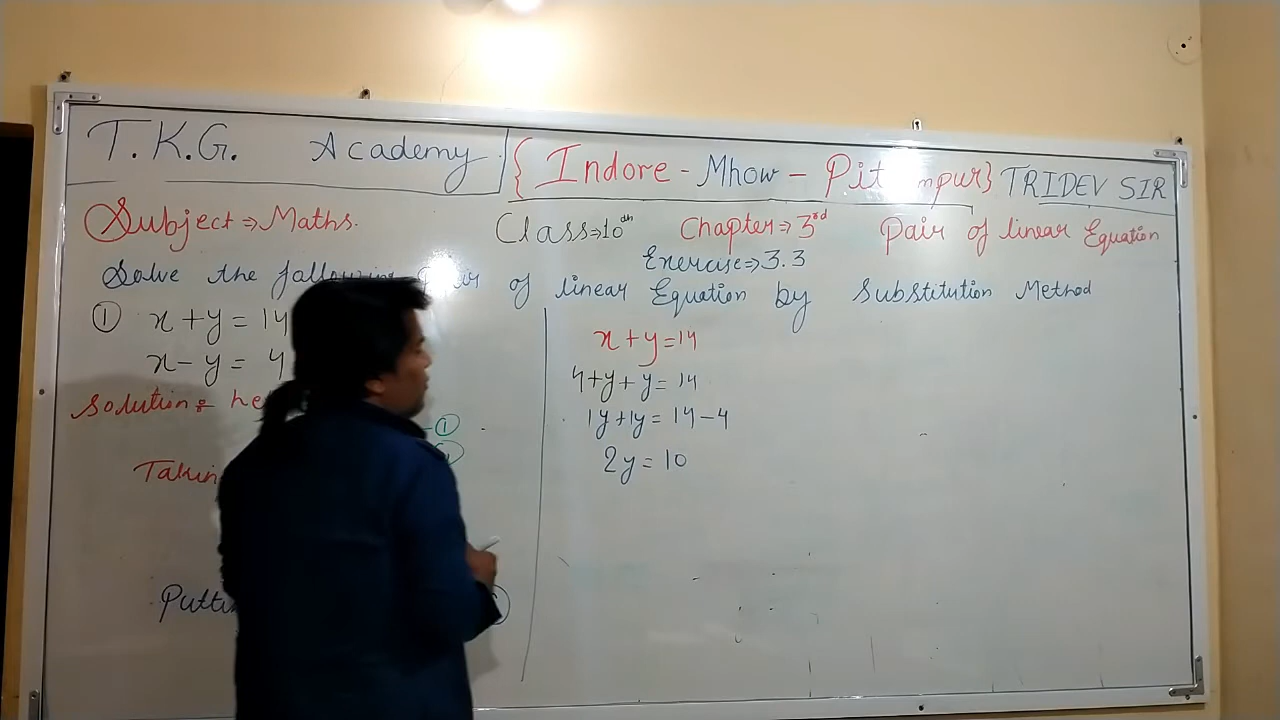 T.K.G. Academy { Indore - Mhow - Pit mpur} TRIDEV SIR
Subject ⇒ Maths. Class ⇒ 10th Chapter ⇒ 3rd Pair of linear Equation
Exercise ⇒ 3.3
Solve the of linear Equation by Substitution Method
① x + y = 14
x - y = 4
Solution:
①
x + y = 14
4 + y + y = 14
1y + 1y = 14 - 4
2y = 10